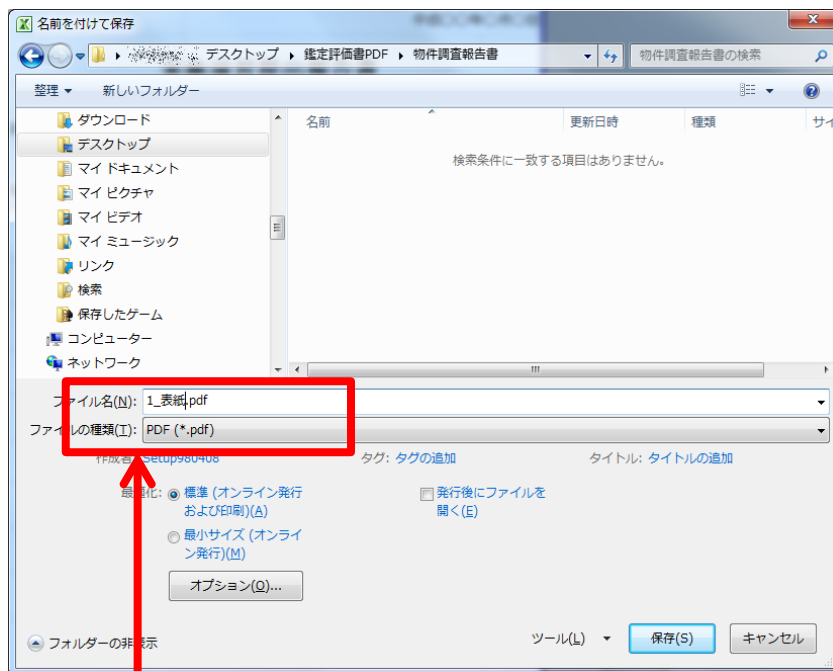 名前を付けて保存
デスクトップ ▸ 鑑定評価書PDF ▸ 物件調査報告書
物件調査報告書の検索
整理 新しいフォルダー
名前 更新日時 種類 サイ
検索条件に一致する項目はありません。
ダウンロード
デスクトップ
マイ ドキュメント
マイ ピクチャ
マイ ビデオ
マイ ミュージック
リンク
検索
保存したゲーム
コンピューター
ネットワーク
ファイル名(N): 1_表紙.pdf
ファイルの種類(T): PDF (*.pdf)
作成者: Setup980408 タグ: タグの追加 タイトル: タイトルの追加
最適化: 標準 (オンライン発行
および印刷)(A)
最小サイズ (オンライ
ン発行)(M)
発行後にファイルを
開く(E)
オプション(O)...
フォルダーの非表示 ツール(L) 保存(S) キャンセル